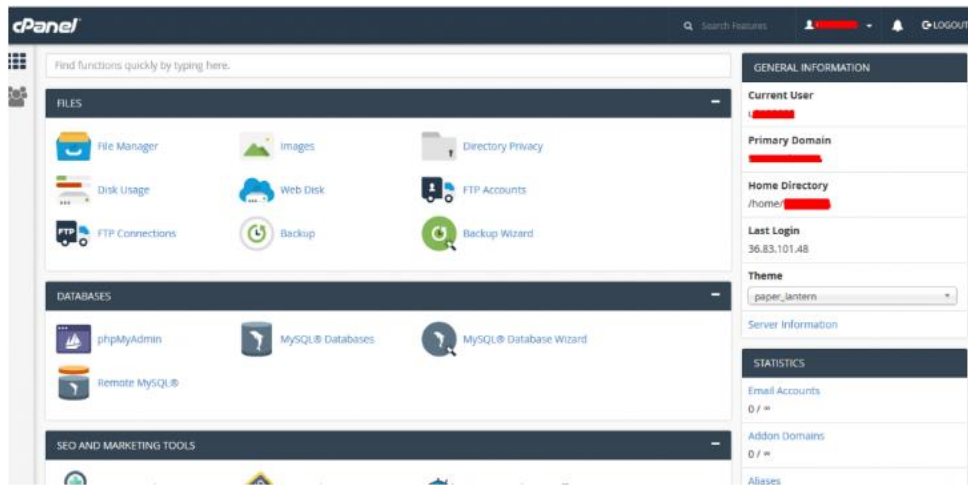 cPanel
Search Features
LOGOUT
Find functions quickly by typing here.
FILES
File Manager
Images
Directory Privacy
Disk Usage
Web Disk
FTP Accounts
FTP Connections
Backup
Backup Wizard
DATABASES
phpMyAdmin
MySQL® Databases
MySQL® Database Wizard
Remote MySQL®
SEO AND MARKETING TOOLS
GENERAL INFORMATION
Current User
Primary Domain
Home Directory
/home/
Last Login
36.83.101.48
Theme
paper_lantern
Server Information
STATISTICS
Email Accounts
0 / ∞
Addon Domains
0 / ∞
Aliases